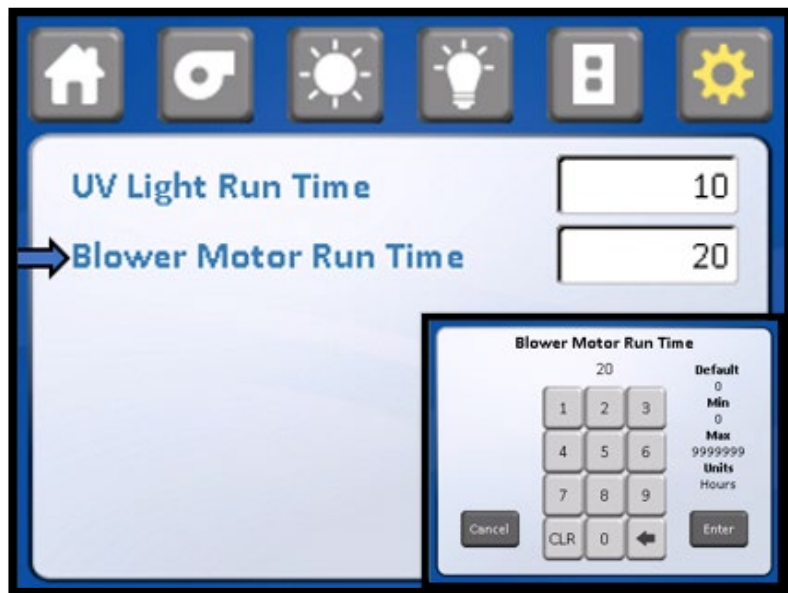 UV Light Run Time 10
Blower Motor Run Time 20
Blower Motor Run Time
20
Default
0
Min
0
Max
9999999
Units
Hours
1 2 3
4 5 6
7 8 9
Cancel CLR 0 Enter